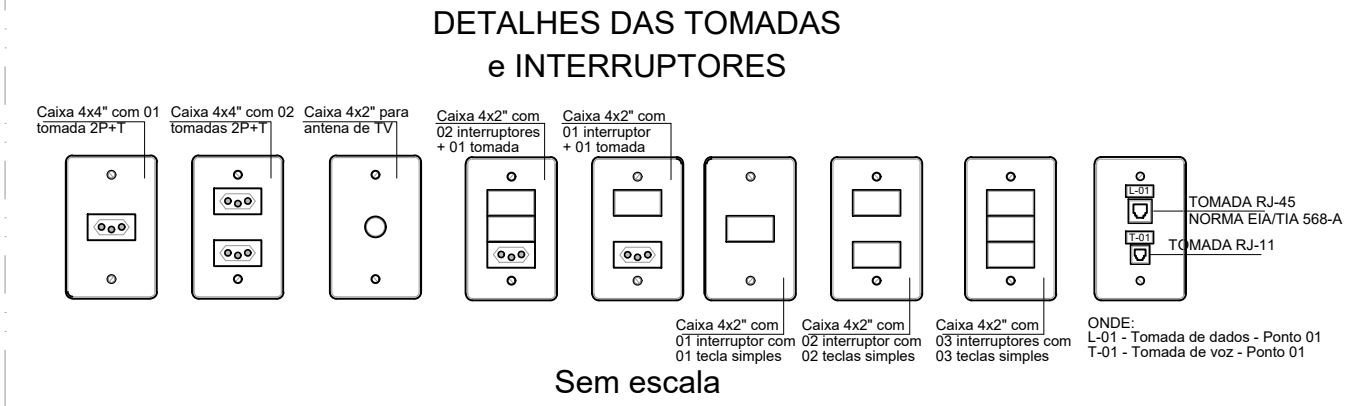 DETALHES DAS TOMADAS
e INTERRUPTORES
Caixa 4x4" com 01
tomada 2P+T
Caixa 4x4" com 02
tomadas 2P+T
Caixa 4x2" para
antena de TV
Caixa 4x2" com
02 interruptores
+ 01 tomada
Caixa 4x2" com
01 interruptor
+ 01 tomada
L-01
TOMADA RJ-45
NORMA EIA/TIA 568-A
T-01
TOMADA RJ-11
Caixa 4x2" com
01 interruptor com
01 tecla simples
Caixa 4x2" com
02 interruptor com
02 teclas simples
Caixa 4x2" com
03 interruptores com
03 teclas simples
ONDE:
L-01 - Tomada de dados - Ponto 01
T-01 - Tomada de voz - Ponto 01
Sem escala